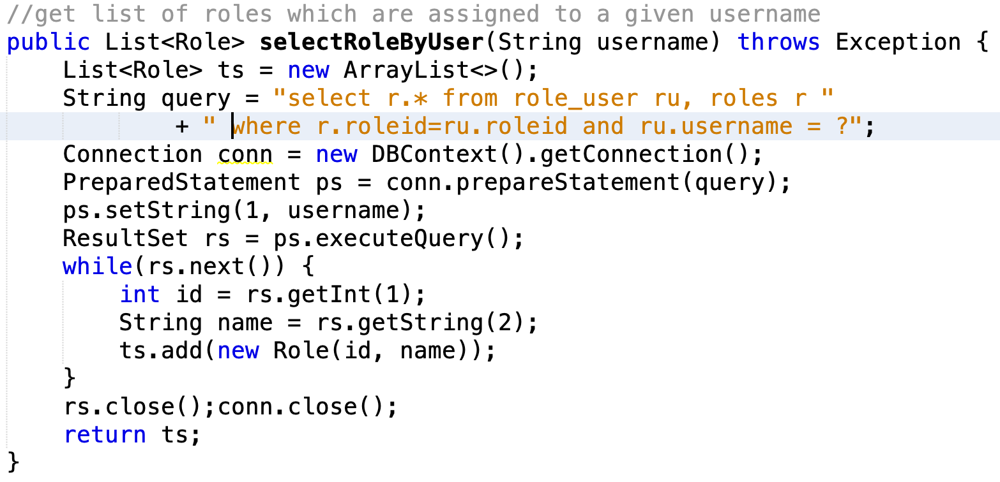 //get list of roles which are assigned to a given username
public List<Role> selectRoleByUser(String username) throws Exception {
    List<Role> ts = new ArrayList<>();
    String query = "select r.* from role_user ru, roles r "
            + " where r.roleid=ru.roleid and ru.username = ?";
    Connection conn = new DBContext().getConnection();
    PreparedStatement ps = conn.prepareStatement(query);
    ps.setString(1, username);
    ResultSet rs = ps.executeQuery();
    while(rs.next()) {
        int id = rs.getInt(1);
        String name = rs.getString(2);
        ts.add(new Role(id, name));
    }
    rs.close();conn.close();
    return ts;
}